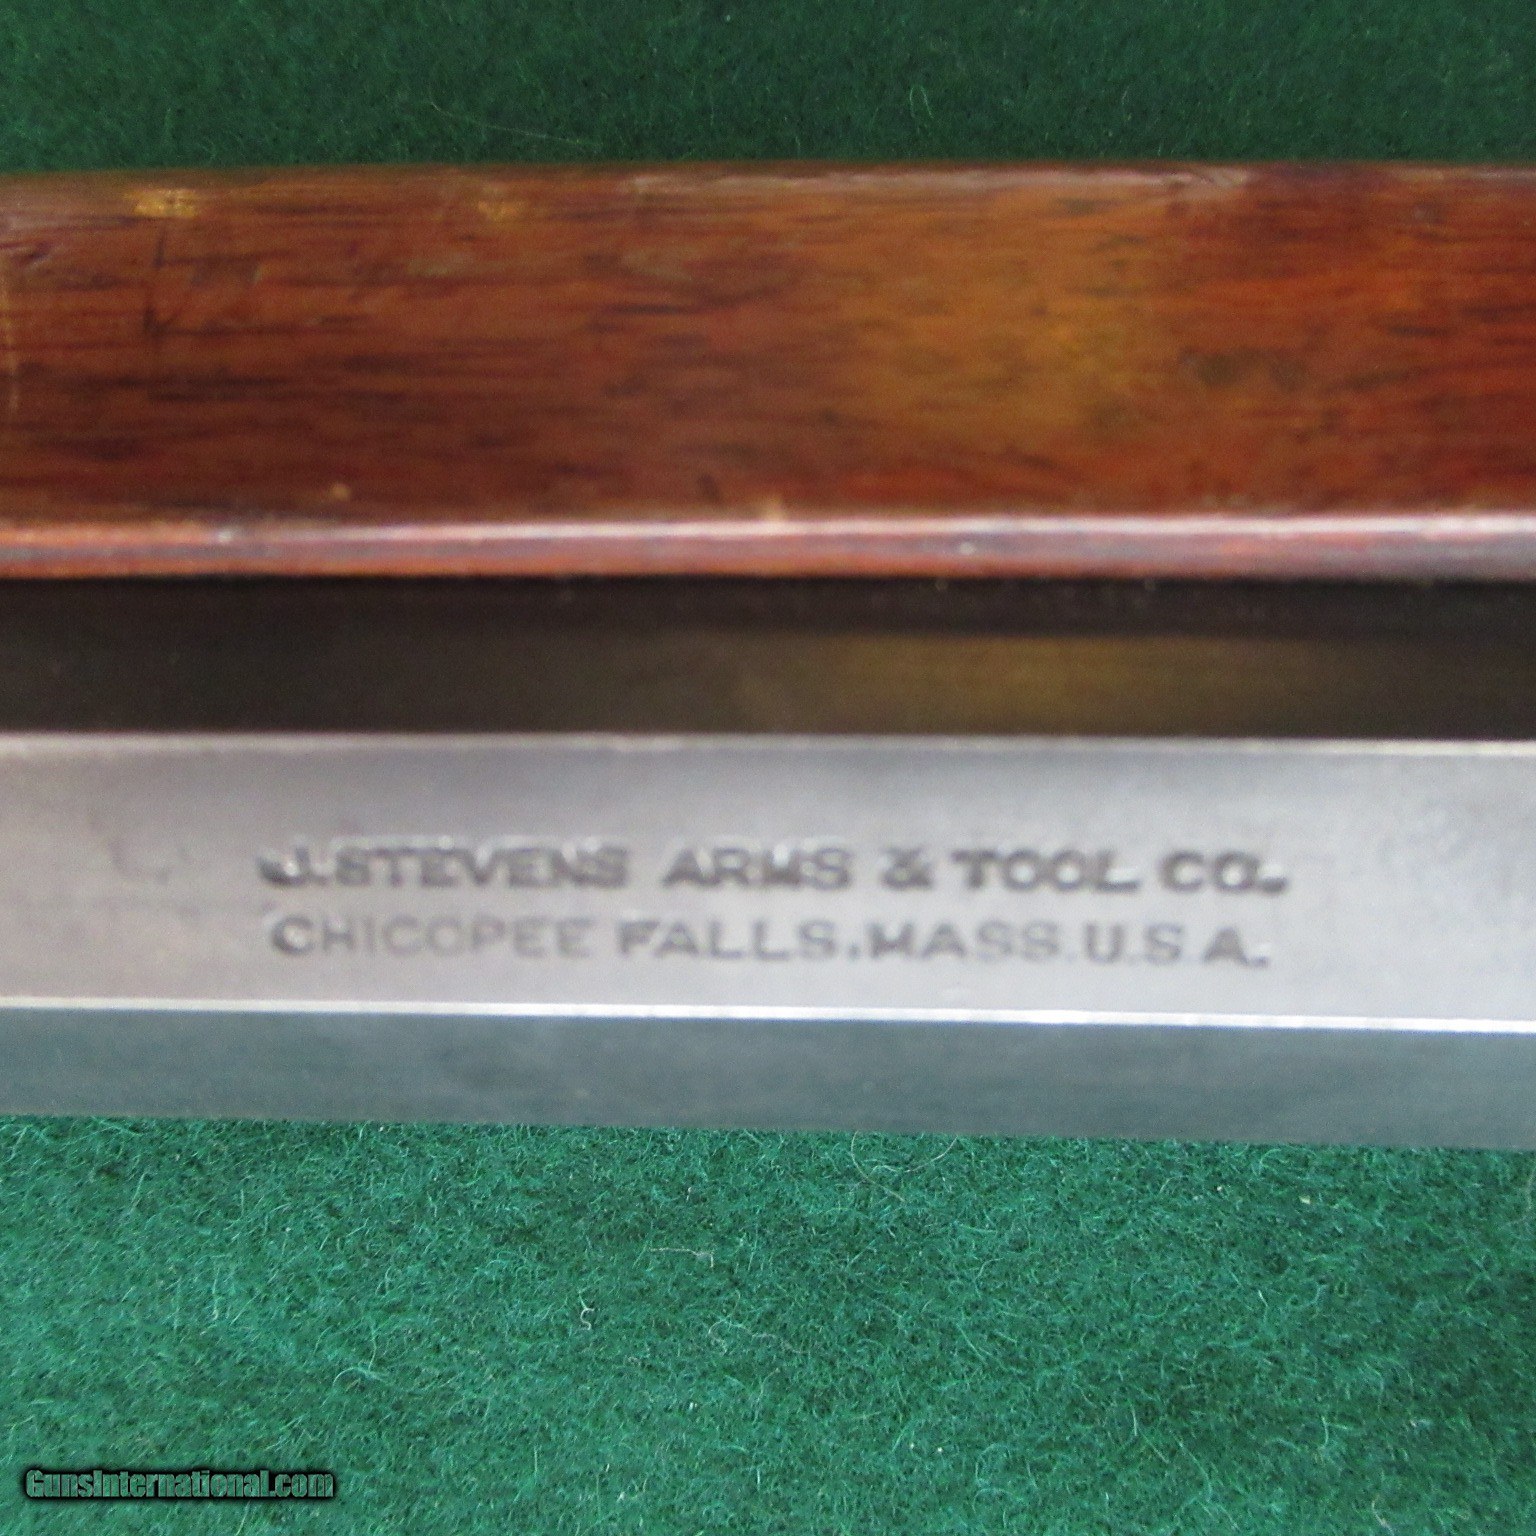 J. STEVENS ARMS & TOOL CO.
CHICOPEE FALLS, MASS. U.S.A.
GunsInternational.com